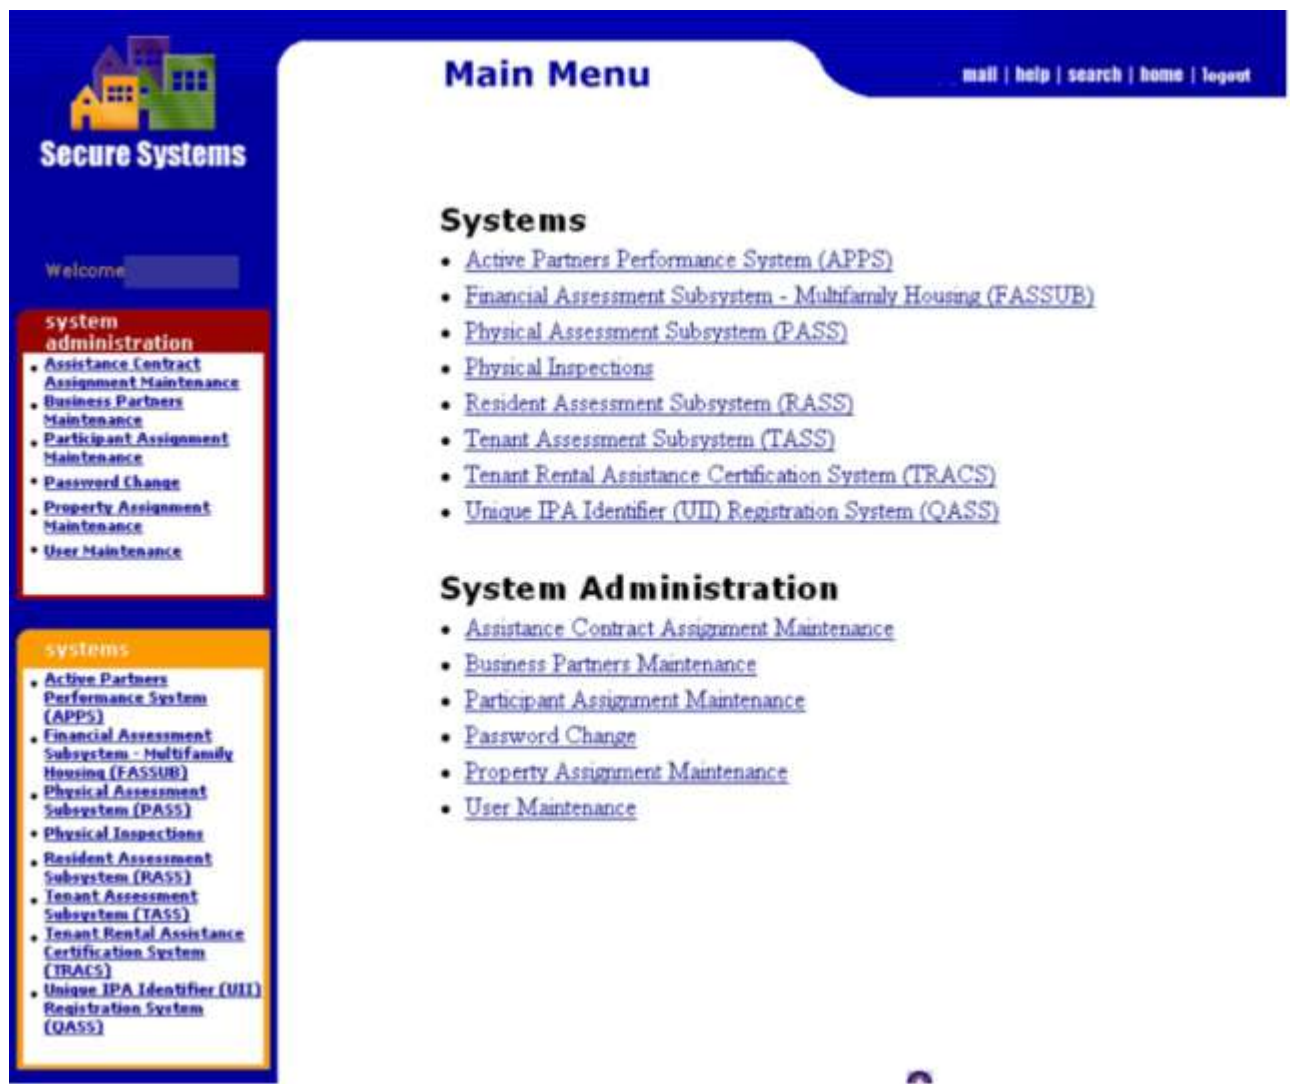 Main Menu
mail | help | search | home | logout
Secure Systems
Welcome
system
administration
• Assistance Contract
Assignment Maintenance
• Business Partners
Maintenance
• Participant Assignment
Maintenance
• Password Change
• Property Assignment
Maintenance
• User Maintenance
systems
• Active Partners
Performance System
(APPS)
• Financial Assessment
Subsystem - Multifamily
Housing (FASSUB)
• Physical Assessment
Subsystem (PASS)
• Physical Inspections
• Resident Assessment
Subsystem (RASS)
• Tenant Assessment
Subsystem (TASS)
• Tenant Rental Assistance
Certification System
(TRACS)
• Unique IPA Identifier (UII)
Registration System
(QASS)
Systems
• Active Partners Performance System (APPS)
• Financial Assessment Subsystem - Multifamily Housing (FASSUB)
• Physical Assessment Subsystem (PASS)
• Physical Inspections
• Resident Assessment Subsystem (RASS)
• Tenant Assessment Subsystem (TASS)
• Tenant Rental Assistance Certification System (TRACS)
• Unique IPA Identifier (UII) Registration System (QASS)
System Administration
• Assistance Contract Assignment Maintenance
• Business Partners Maintenance
• Participant Assignment Maintenance
• Password Change
• Property Assignment Maintenance
• User Maintenance